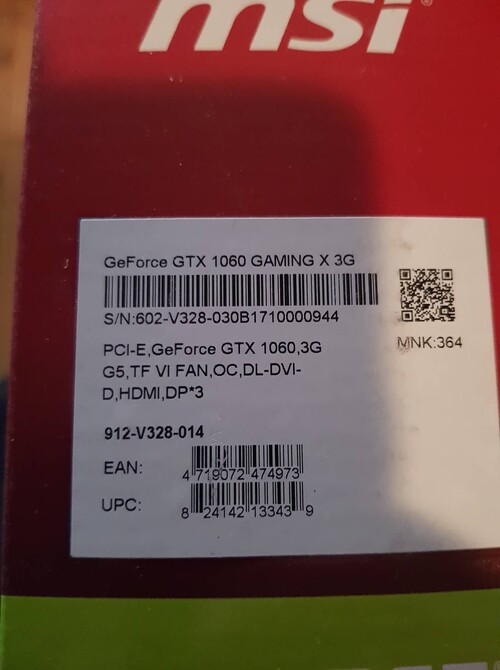 msi
GeForce GTX 1060 GAMING X 3G
S/N:602-V328-030B1710000944
MNK:364
PCI-E,GeForce GTX 1060,3G
G5,TF VI FAN,OC,DL-DVI-
D,HDMI,DP*3
912-V328-014
EAN: 4 719072 474973
UPC: 8 24142 13343 9